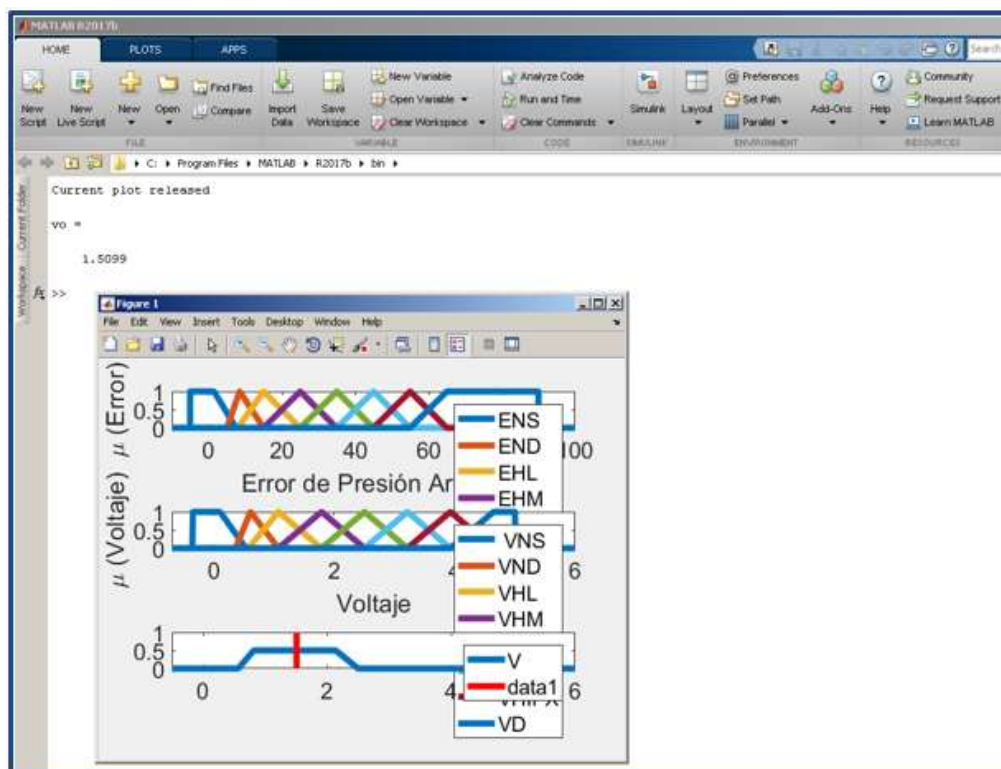 MATLAB R2017b
HOME PLOTS APPS Search
New Script New Live Script New Open Find Files Compare Import Data Save Workspace New Variable Open Variable Clear Workspace Analyze Code Run and Time Clear Commands Simulink Layout Preferences Set Path Parallel Add-Ons Help Community Request Support Learn MATLAB
FILE VARIABLE CODE SIMULINK ENVIRONMENT RESOURCES
C: Program Files MATLAB R2017b bin
Current Folder
Workspace
Current plot released
vo =
1.5099
fx >>
Figure 1
File Edit View Insert Tools Desktop Window Help
μ (Error)
1
0.5
0
0 20 40 60 100
Error de Presión Ar
ENS
END
EHL
EHM
μ (Voltaje)
1
0.5
0
0 2 4 6
Voltaje
VNS
VND
VHL
VHM
1
0.5
0
0 2 4 6
V
data1
VD